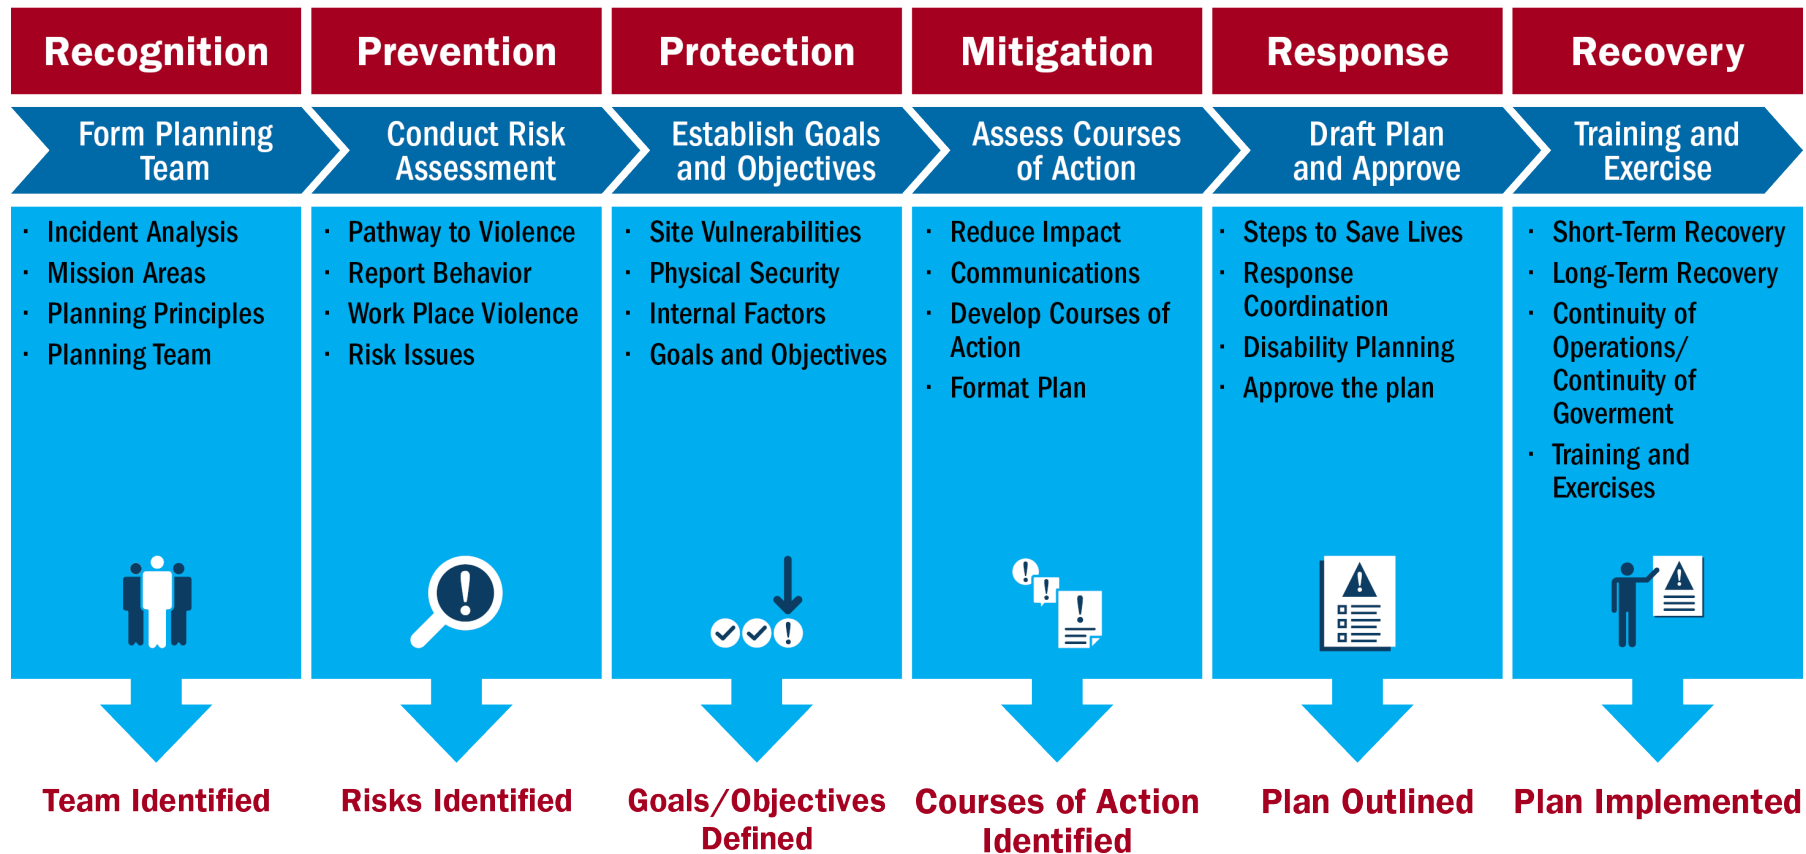 Recognition
Prevention
Protection
Mitigation
Response
Recovery
Form Planning
Team
Conduct Risk
Assessment
Establish Goals
and Objectives
Assess Courses
of Action
Draft Plan
and Approve
Training and
Exercise
· Incident Analysis
· Mission Areas
· Planning Principles
· Planning Team
· Pathway to Violence
· Report Behavior
· Work Place Violence
· Risk Issues
· Site Vulnerabilities
· Physical Security
· Internal Factors
· Goals and Objectives
· Reduce Impact
· Communications
· Develop Courses of
Action
· Format Plan
· Steps to Save Lives
· Response
Coordination
· Disability Planning
· Approve the plan
· Short-Term Recovery
· Long-Term Recovery
· Continuity of
Operations/
Continuity of
Goverment
· Training and
Exercises
Team Identified
Risks Identified
Goals/Objectives
Defined
Courses of Action
Identified
Plan Outlined
Plan Implemented